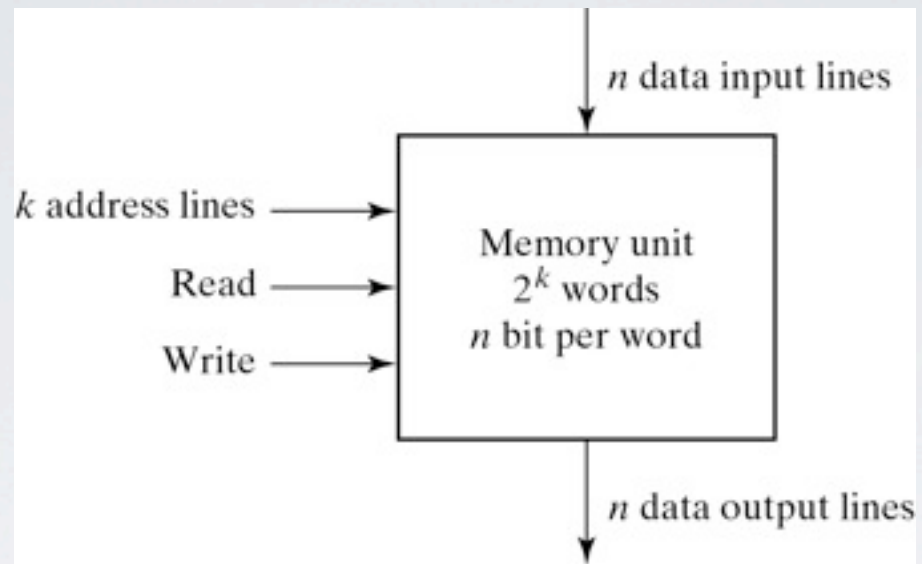 n data input lines
k address lines
Read
Write
Memory unit
2^k words
n bit per word
n data output lines